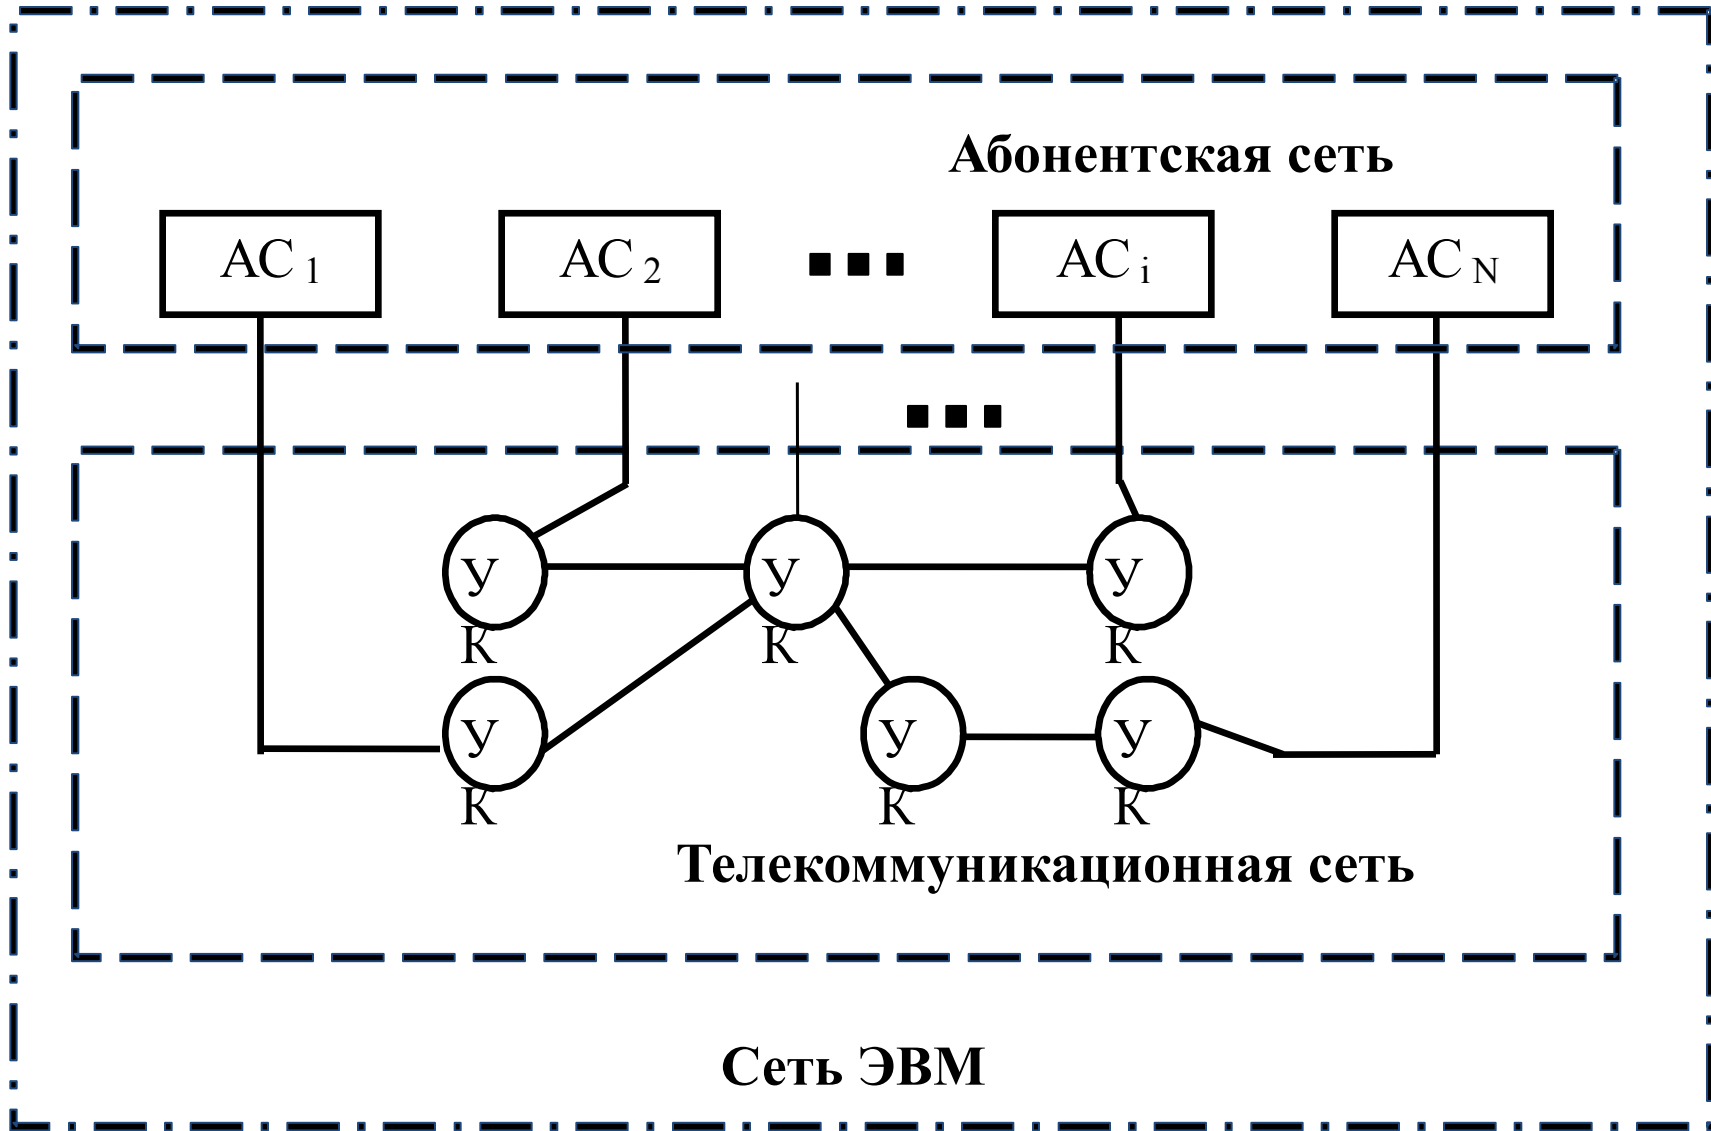 Абонентская сеть
АС 1 АС 2 ... АС i АС N
...
У У У
К К К
У У У
К К К
Телекоммуникационная сеть
Сеть ЭВМ